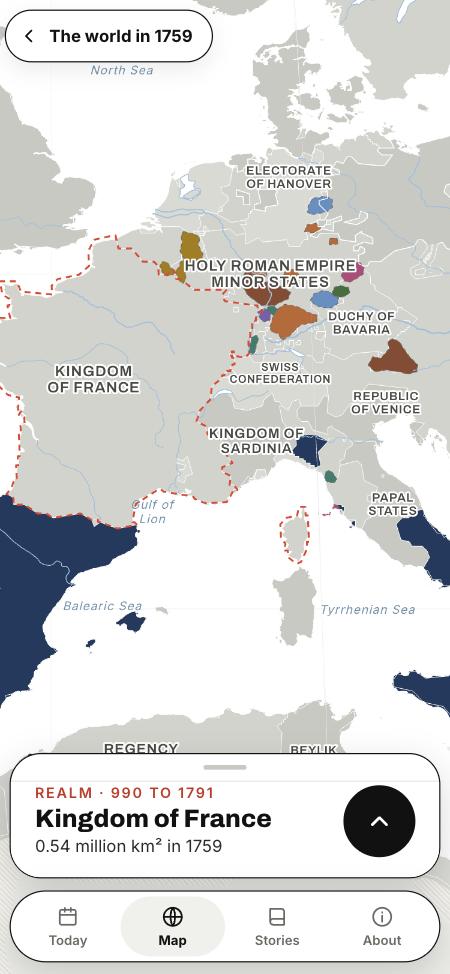 The world in 1759
North Sea
ELECTORATE
OF HANOVER
HOLY ROMAN EMPIRE
MINOR STATES
DUCHY OF
BAVARIA
KINGDOM
OF FRANCE
SWISS
CONFEDERATION
REPUBLIC
OF VENICE
KINGDOM OF
SARDINIA
PAPAL
STATES
Gulf of
Lion
Balearic Sea
Tyrrhenian Sea
REGENCY
BEYLIK
REALM · 990 TO 1791
Kingdom of France
0.54 million km² in 1759
Today
Map
Stories
About